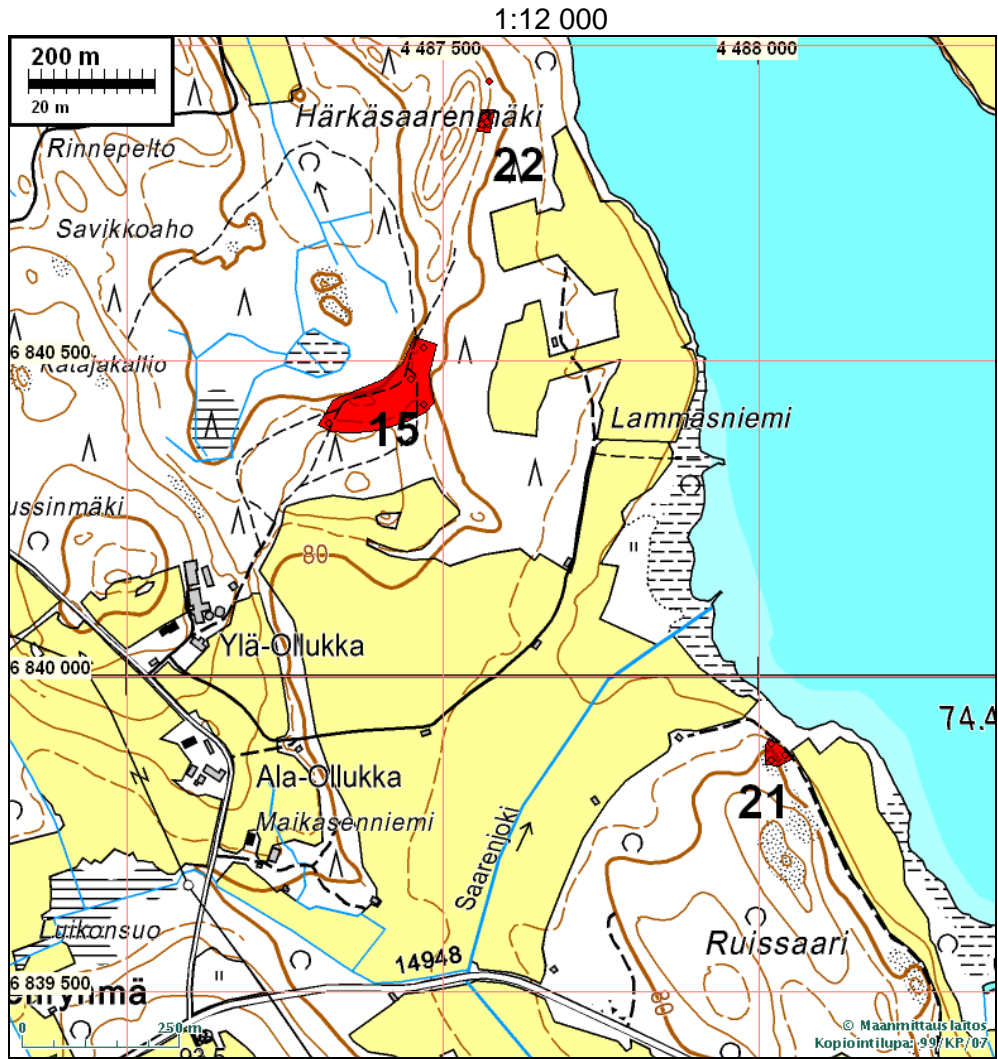 1:12 000
200 m
20 m
4 487 500
4 488 000
Härkäsaarenmäki
Rinnepelto
22
Savikkoaho
6 840 500
Katajakallio
15
Lammasniemi
ussinmäki
80
Ylä-Ollukka
6 840 000
74.4
Ala-Ollukka
21
Maikasenniemi
Saarenjoki
Luikonsuo
Ruissaari
14948
6 839 500
80
0
250 m
© Maanmittauslaitos
Kopiointilupa: 99/KP/07